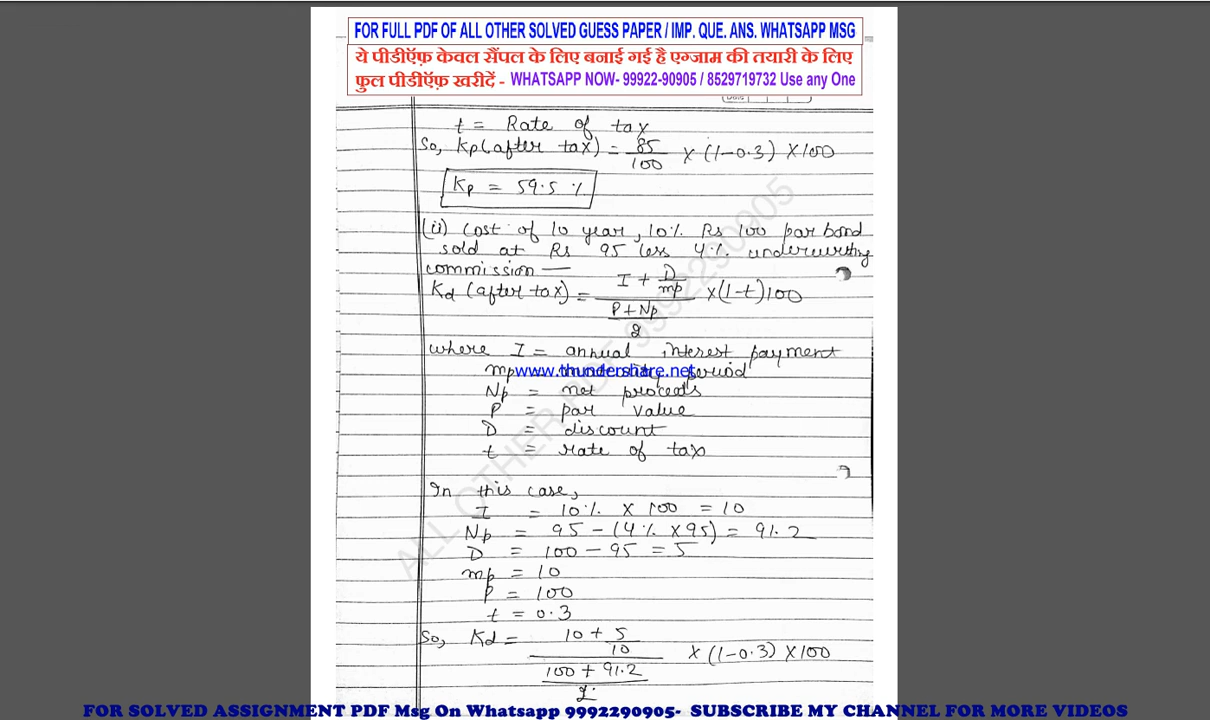 FOR FULL PDF OF ALL OTHER SOLVED GUESS PAPER / IMP. QUE. ANS. WHATSAPP MSG
ये पीडीऍफ़ केवल सैंपल के लिए बनाई गई है एग्जाम की तयारी के लिए
फुल पीडीऍफ़ खरीदें - WHATSAPP NOW- 99922-90905 / 8529719732 Use any One
t = Rate of tax
So, Kp(after tax) = 85/100 × (1-0.3) × 100
Kp = 59.5 %
(ii) Cost of 10 year, 10% Rs 100 par bond
sold at Rs 95 less 4% underwriting
commission —
Kd (after tax) = (I + D/mp) / ((P + Np)/2) × (1-t) 100
where I = annual interest payment
mp www.thundershare.net period
Np = net proceeds
P = par value
D = discount
t = rate of tax
In this case,
I = 10% × 100 = 10
Np = 95 - (4% × 95) = 91.2
D = 100 - 95 = 5
mp = 10
P = 100
t = 0.3
So, Kd = (10 + 5/10) / ((100 + 91.2)/2) × (1-0.3) × 100
ALL OTHER PDF 9992290905
FOR SOLVED ASSIGNMENT PDF Msg On Whatsapp 9992290905- SUBSCRIBE MY CHANNEL FOR MORE VIDEOS